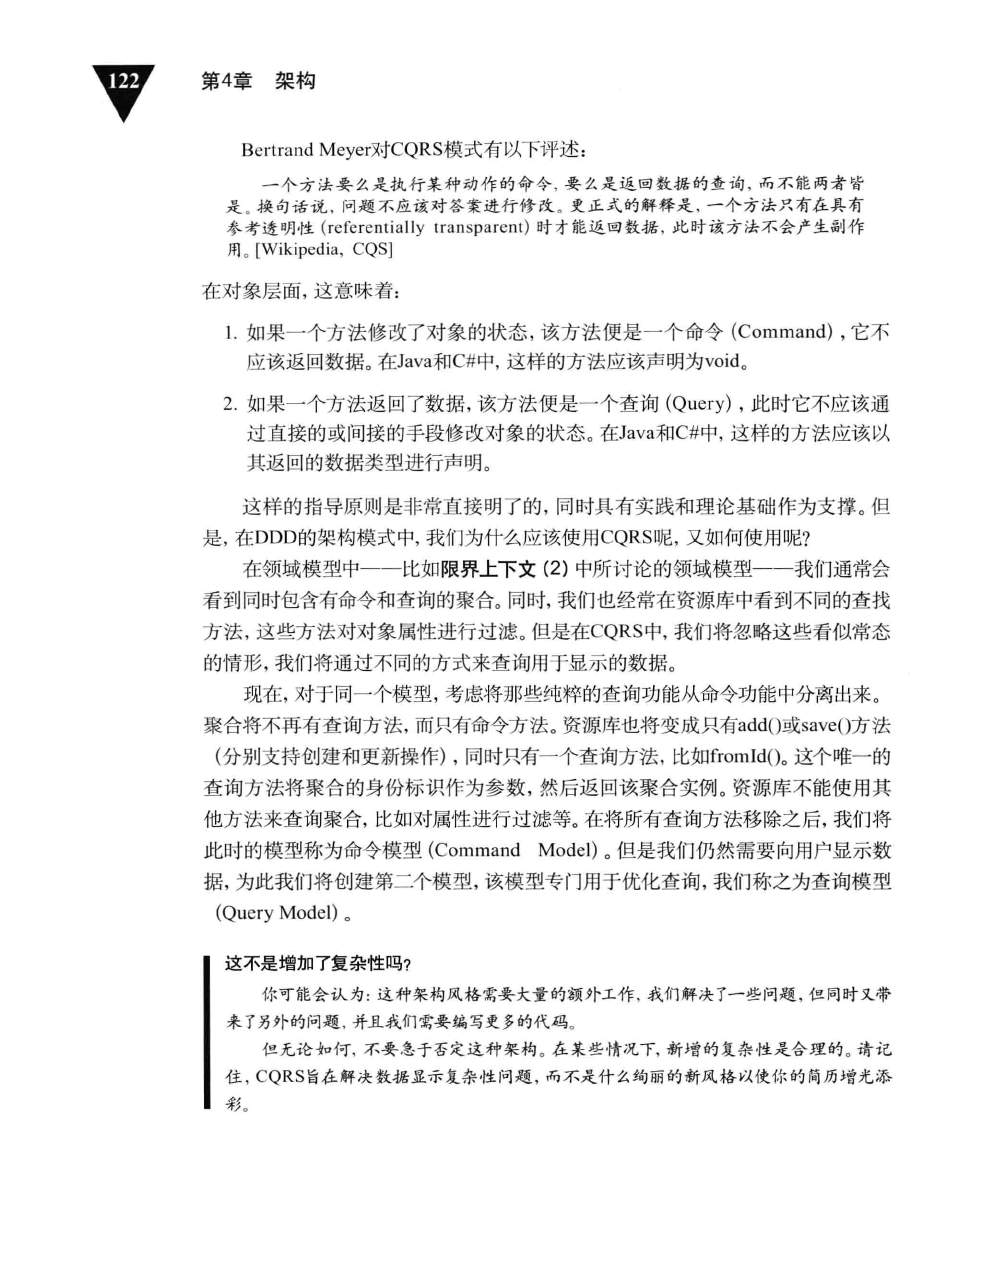 122
第4章 架构
Bertrand Meyer对CQRS模式有以下评述：
一个方法要么是执行某种动作的命令，要么是返回数据的查询，而不能两者皆
是。换句话说，问题不应该对答案进行修改。更正式的解释是，一个方法只有在具有
参考透明性（referentially transparent）时才能返回数据，此时该方法不会产生副作
用。[Wikipedia, CQS]
在对象层面，这意味着：
1. 如果一个方法修改了对象的状态，该方法便是一个命令（Command），它不
应该返回数据。在Java和C#中，这样的方法应该声明为void。
2. 如果一个方法返回了数据，该方法便是一个查询（Query），此时它不应该通
过直接的或间接的手段修改对象的状态。在Java和C#中，这样的方法应该以
其返回的数据类型进行声明。
这样的指导原则是非常直接明了的，同时具有实践和理论基础作为支撑。但
是，在DDD的架构模式中，我们为什么应该使用CQRS呢，又如何使用呢？
在领域模型中——比如限界上下文（2）中所讨论的领域模型——我们通常会
看到同时包含有命令和查询的聚合。同时，我们也经常在资源库中看到不同的查找
方法，这些方法对对象属性进行过滤。但是在CQRS中，我们将忽略这些看似常态
的情形，我们将通过不同的方式来查询用于显示的数据。
现在，对于同一个模型，考虑将那些纯粹的查询功能从命令功能中分离出来。
聚合将不再有查询方法，而只有命令方法。资源库也将变成只有add()或save()方法
（分别支持创建和更新操作），同时只有一个查询方法，比如fromId()。这个唯一的
查询方法将聚合的身份标识作为参数，然后返回该聚合实例。资源库不能使用其
他方法来查询聚合，比如对属性进行过滤等。在将所有查询方法移除之后，我们将
此时的模型称为命令模型（Command Model）。但是我们仍然需要向用户显示数
据，为此我们将创建第二个模型，该模型专门用于优化查询，我们称之为查询模型
（Query Model）。
这不是增加了复杂性吗？
你可能会认为：这种架构风格需要大量的额外工作，我们解决了一些问题，但同时又带
来了另外的问题，并且我们需要编写更多的代码。
但无论如何，不要急于否定这种架构。在某些情况下，新增的复杂性是合理的。请记
住，CQRS旨在解决数据显示复杂性问题，而不是什么绚丽的新风格以使你的简历增光添
彩。